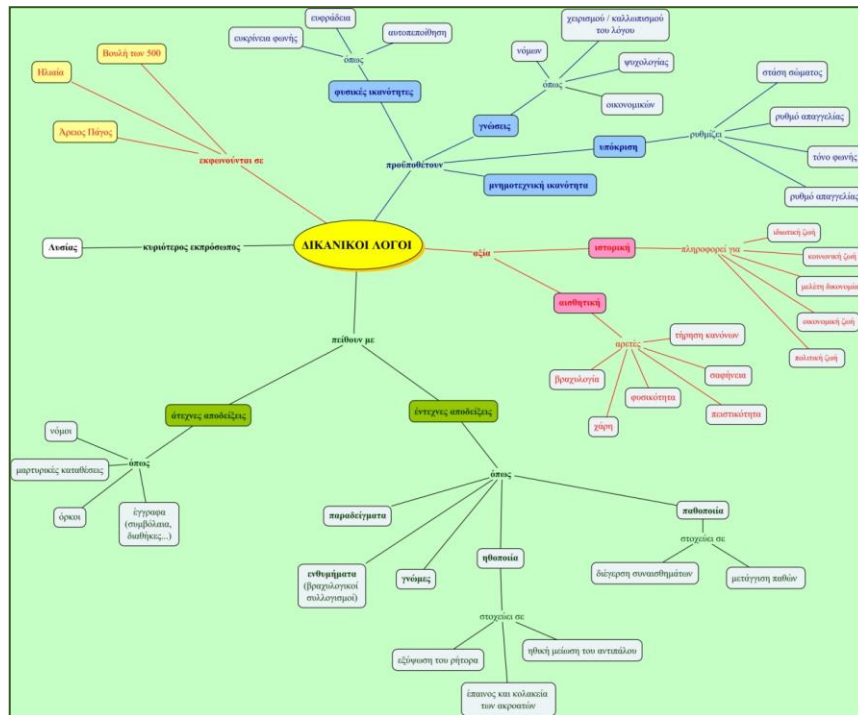 ευφράδεια
ευκρίνεια φωνής
αυτοπεποίθηση
όπως
φυσικές ικανότητες
χειρισμού / καλλωπισμού
του λόγου
νόμων
ψυχολογίας
όπως
οικονομικών
γνώσεις
Βουλή των 500
Ηλιαία
Άρειος Πάγος
εκφωνούνται σε
προϋποθέτουν
υπόκριση
μνημοτεχνική ικανότητα
στάση σώματος
ρυθμό απαγγελίας
ρυθμίζει
τόνο φωνής
ρυθμό απαγγελίας
Λυσίας
κυριότερος εκπρόσωπος
ΔΙΚΑΝΙΚΟΙ ΛΟΓΟΙ
αξία
ιστορική
πληροφορεί για
ιδιωτική ζωή
κοινωνική ζωή
μελέτη δικονομίας
οικονομική ζωή
πολιτική ζωή
αισθητική
αρετές
τήρηση κανόνων
σαφήνεια
βραχυλογία
φυσικότητα
πειστικότητα
χάρη
πείθουν με
άτεχνες αποδείξεις
έντεχνες αποδείξεις
νόμοι
μαρτυρικές καταθέσεις
όπως
όρκοι
έγγραφα
(συμβόλαια,
διαθήκες...)
όπως
παραδείγματα
ενθυμήματα
(βραχυλογικοί
συλλογισμοί)
γνώμες
ηθοποιία
παθοποιία
στοχεύει σε
διέγερση συναισθημάτων
μετάγγιση παθών
στοχεύει σε
εξύψωση του ρήτορα
ηθική μείωση του αντιπάλου
έπαινος και κολακεία
των ακροατών